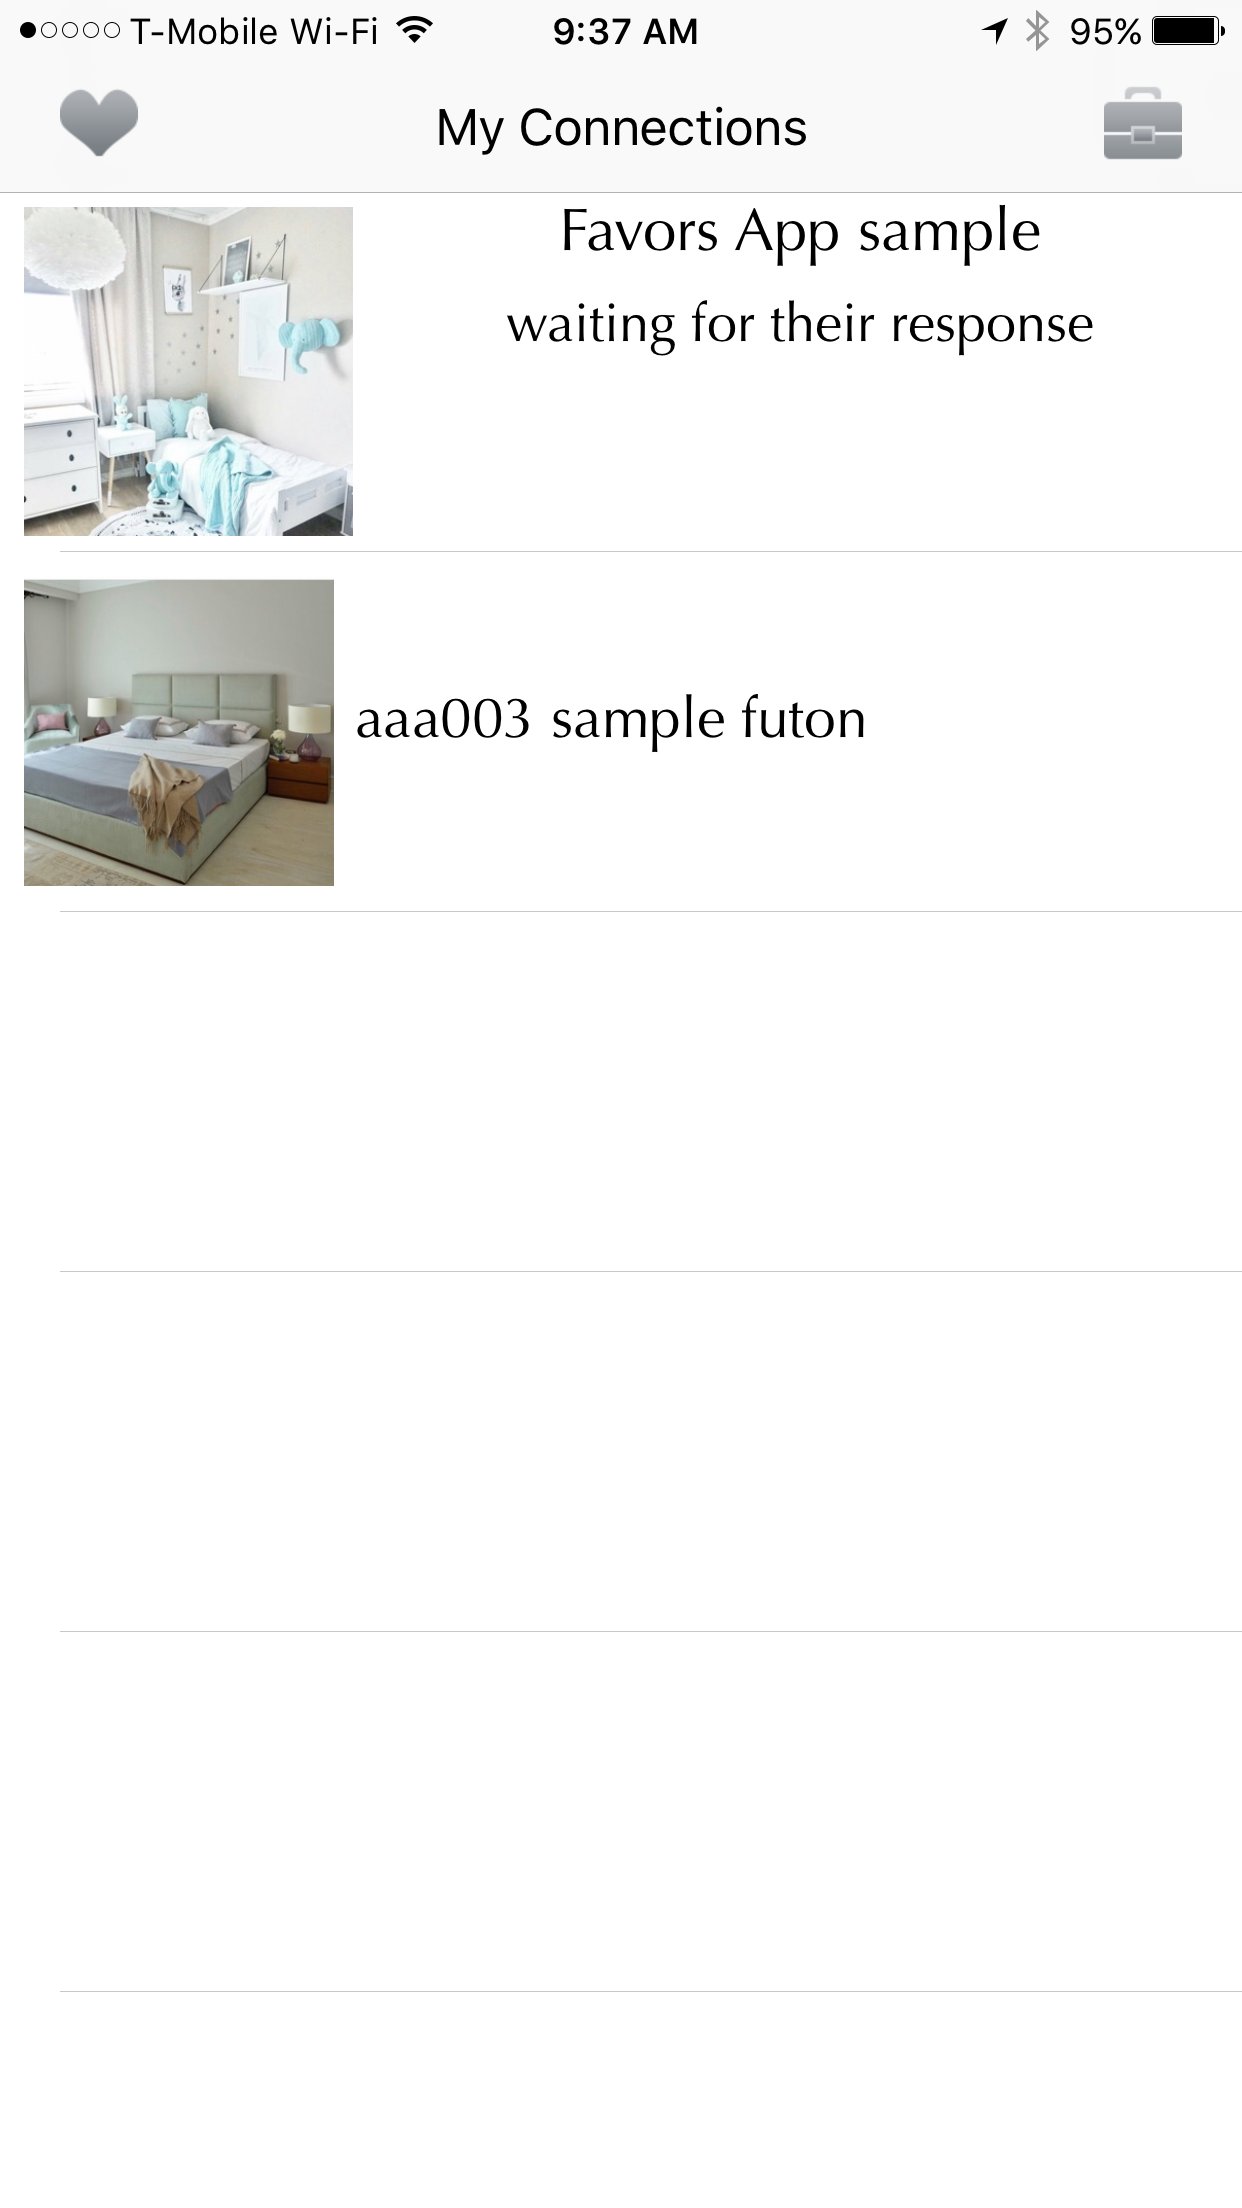 T-Mobile Wi-Fi 9:37 AM 95%
My Connections
Favors App sample
waiting for their response
aaa003 sample futon